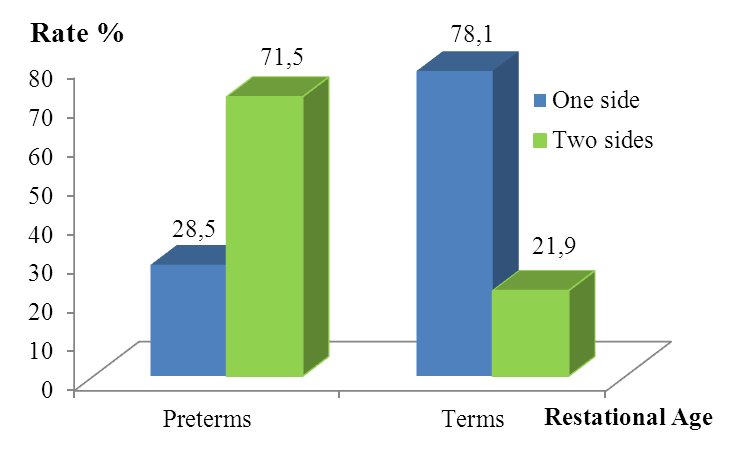 Rate %
78,1
71,5
80
70
60
50
40
30
20
10
0
One side
Two sides
28,5
21,9
Preterms
Terms
Restational Age